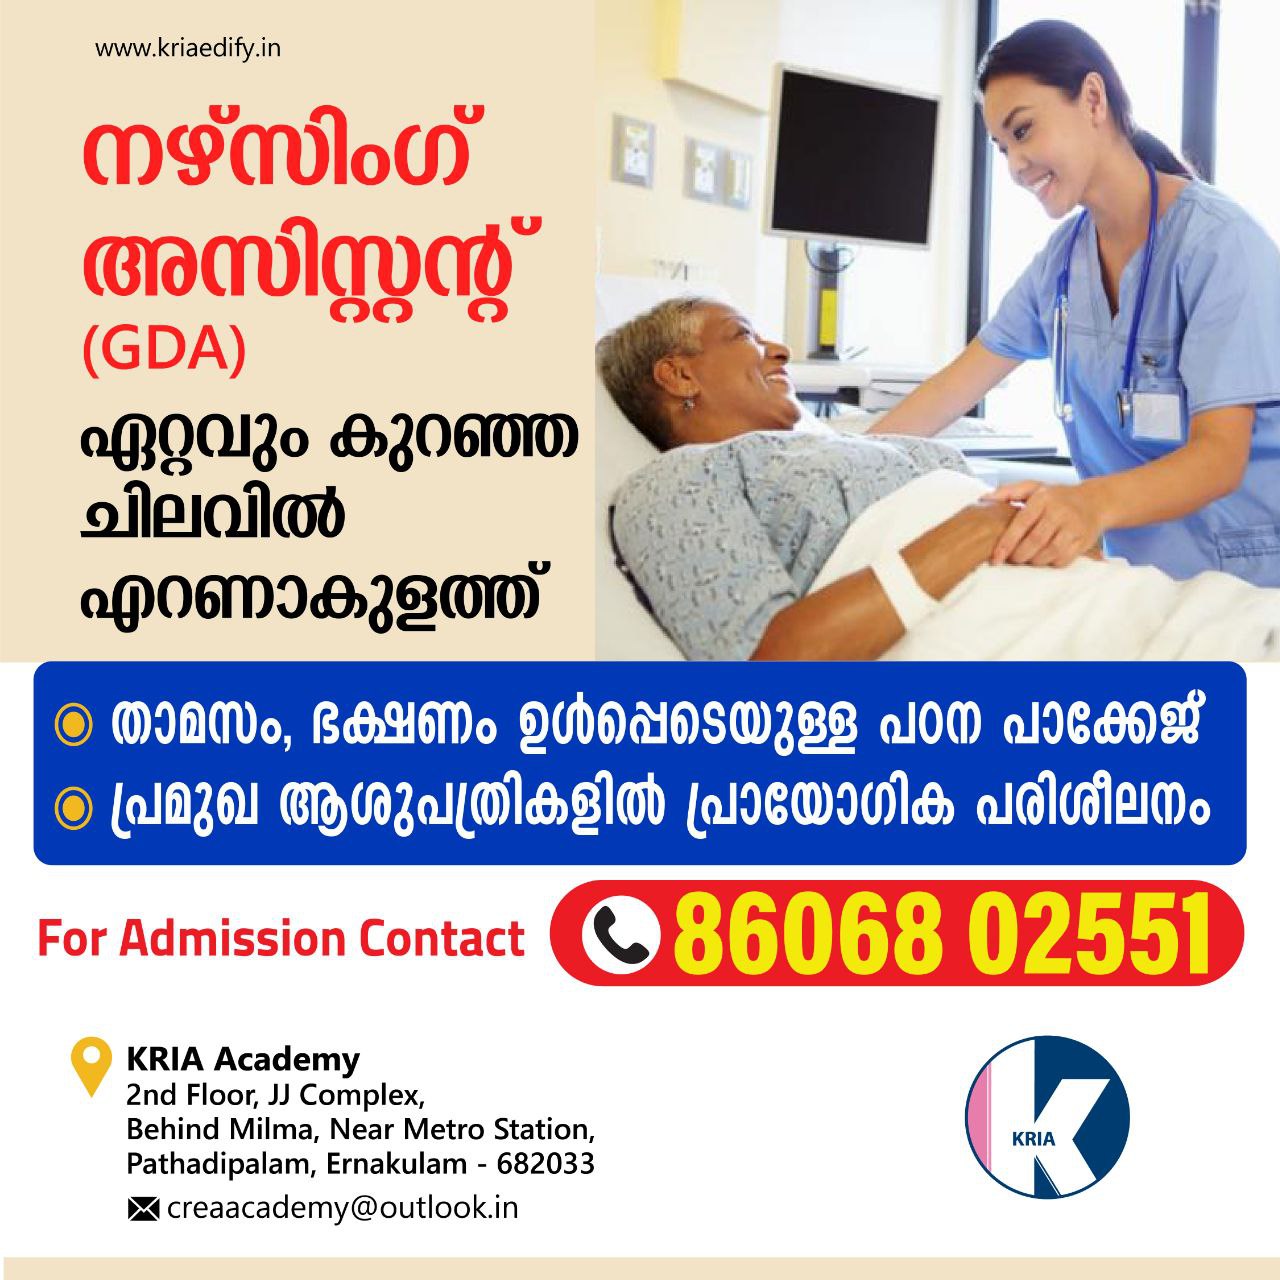 www.kriaedify.in
നഴ്സിംഗ്
അസിസ്റ്റന്റ്
(GDA)
ഏറ്റവും കുറഞ്ഞ
ചിലവിൽ
എറണാകുളത്ത്
താമസം, ഭക്ഷണം ഉൾപ്പെടെയുള്ള പഠന പാക്കേജ്
പ്രമുഖ ആശുപത്രികളിൽ പ്രായോഗിക പരിശീലനം
For Admission Contact 86068 02551
KRIA Academy
2nd Floor, JJ Complex,
Behind Milma, Near Metro Station,
Pathadipalam, Ernakulam - 682033
creaacademy@outlook.in
KRIA